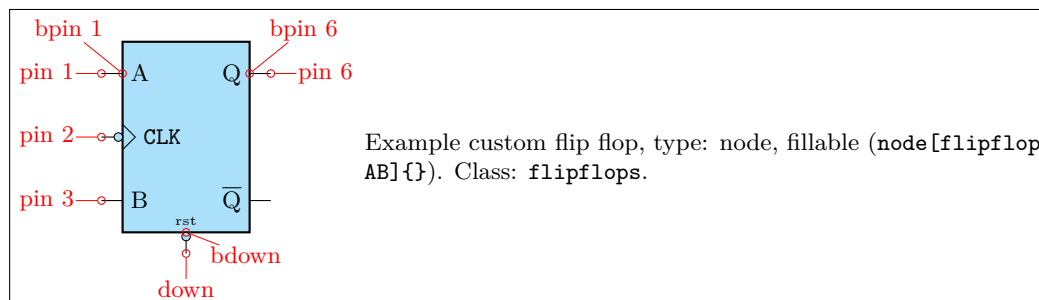 bpin 1
bpin 6
pin 1
A
Q
pin 6
pin 2
CLK
Example custom flip flop, type: node, fillable (node[flipflop
AB]{}). Class: flipflops.
pin 3
B
Q̅
rst
bdown
down